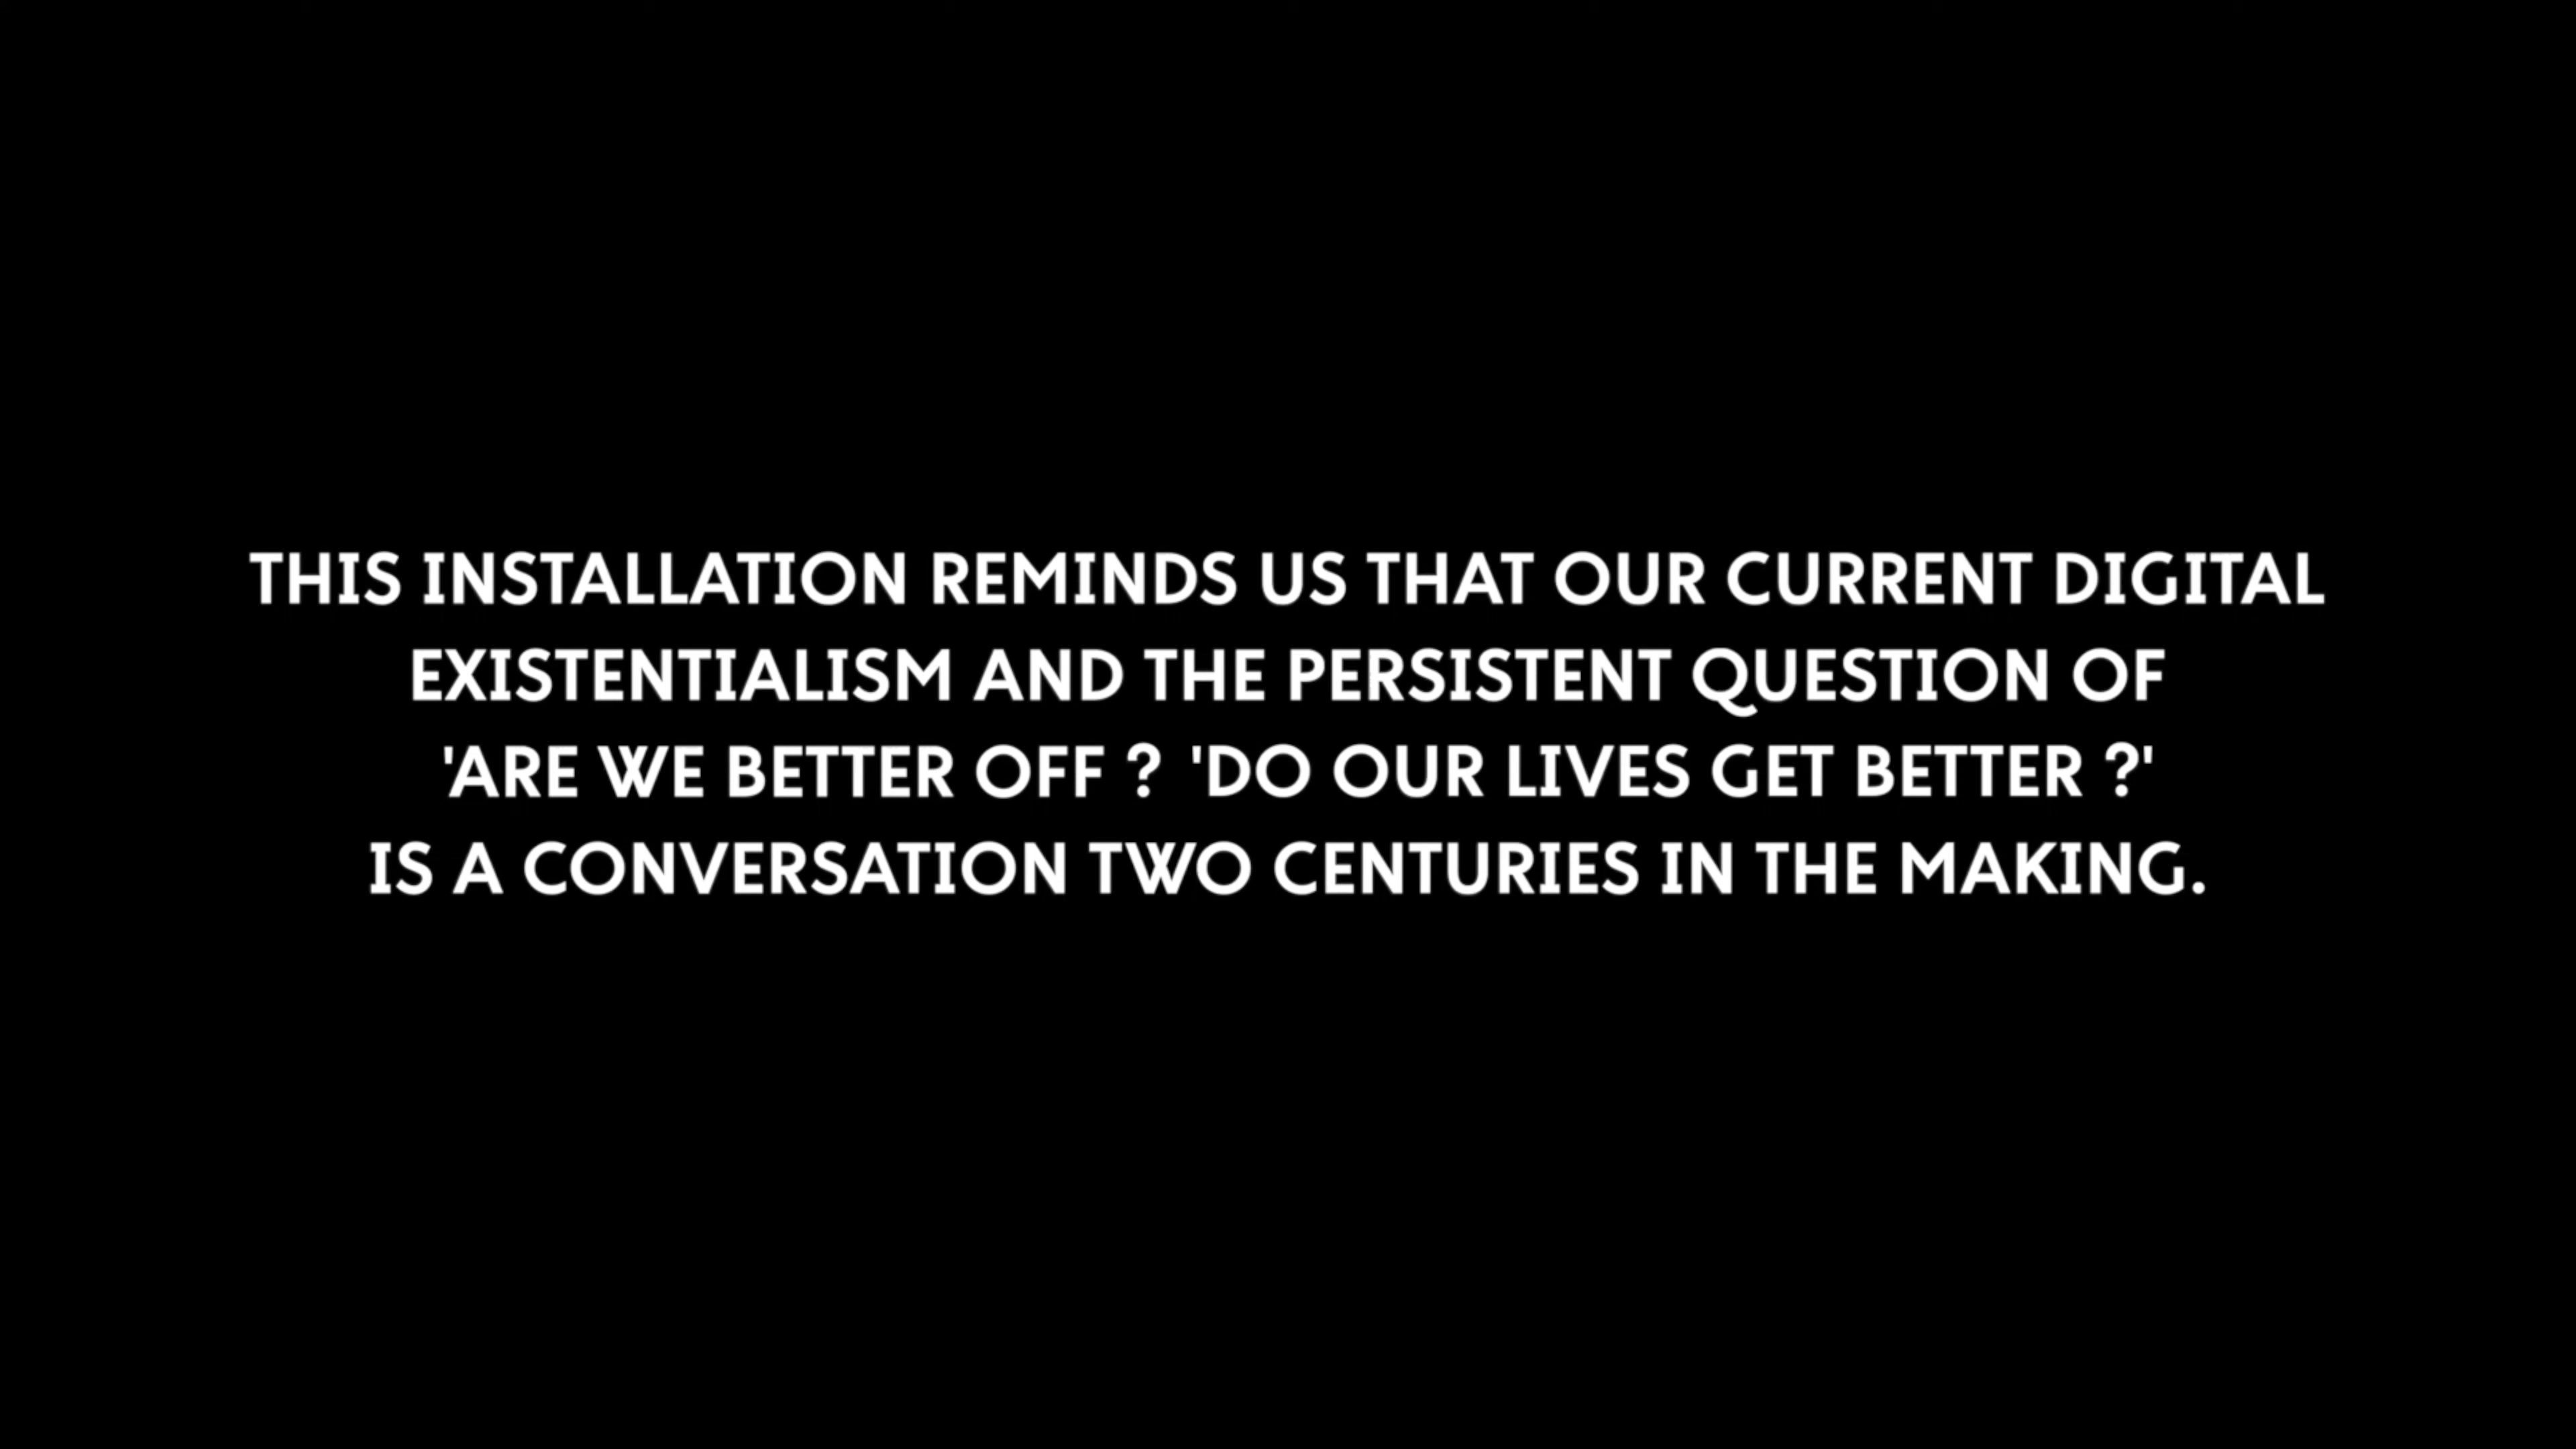 THIS INSTALLATION REMINDS US THAT OUR CURRENT DIGITAL
EXISTENTIALISM AND THE PERSISTENT QUESTION OF
'ARE WE BETTER OFF ? 'DO OUR LIVES GET BETTER ?'
IS A CONVERSATION TWO CENTURIES IN THE MAKING.